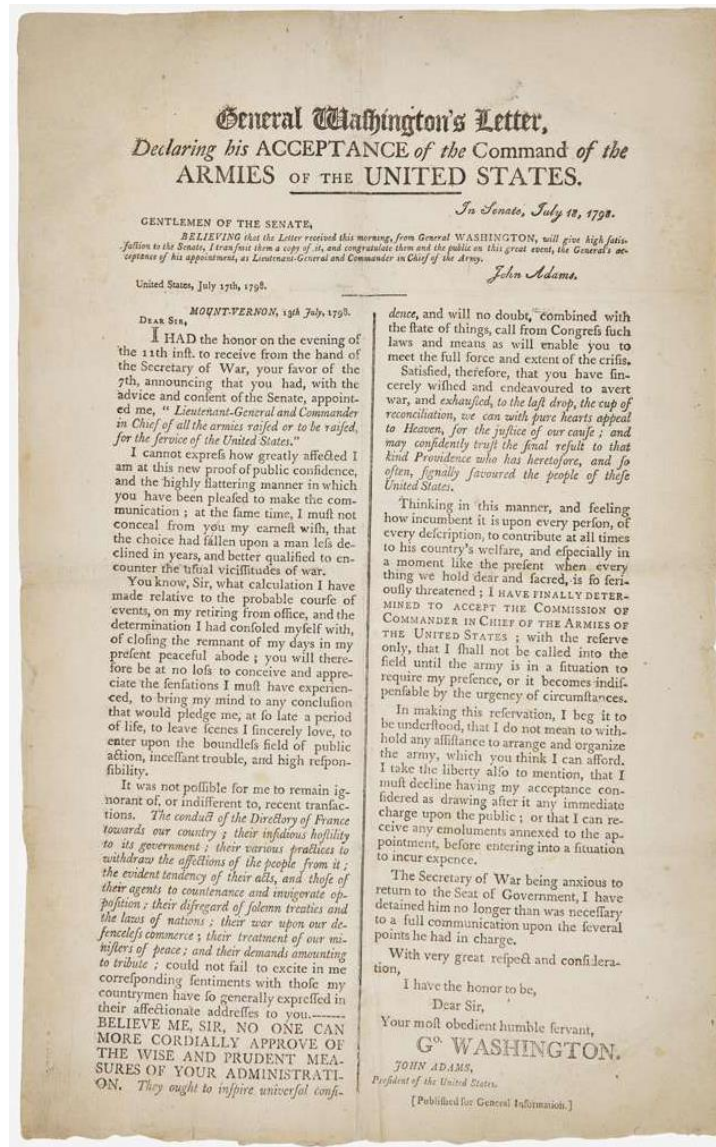 General Waſhington's Letter,
Declaring his ACCEPTANCE of the Command of the
ARMIES OF THE UNITED STATES.
In Senate, July 18, 1798.
GENTLEMEN OF THE SENATE,
BELIEVING that the Letter received this morning, from General WASHINGTON, will give high ſatiſ-
faction to the Senate, I tranſmit them a copy of it, and congratulate them and the public on this great event, the General's ac-
ceptance of his appointment, as Lieutenant-General and Commander in Chief of the Army.
John Adams.
United States, July 17th, 1798.
MOUNT-VERNON, 13th July, 1798.
DEAR SIR,
I HAD the honor on the evening of
the 11th inſt. to receive from the hand of
the Secretary of War, your favor of the
7th, announcing that you had, with the
advice and conſent of the Senate, appoint-
ed me, "Lieutenant-General and Commander
in Chief of all the armies raiſed or to be raiſed,
for the ſervice of the United States."
I cannot expreſs how greatly affected I
am at this new proof of public confidence,
and the highly flattering manner in which
you have been pleaſed to make the com-
munication ; at the ſame time, I muſt not
conceal from you my earneſt wiſh, that
the choice had fallen upon a man leſs de-
clined in years, and better qualified to en-
counter the uſual viciſſitudes of war.
You know, Sir, what calculation I have
made relative to the probable courſe of
events, on my retiring from office, and the
determination I had conſoled myſelf with,
of cloſing the remnant of my days in my
preſent peaceful abode ; you will there-
fore be at no loſs to conceive and appre-
ciate the ſenſations I muſt have experien-
ced, to bring my mind to any concluſion
that would pledge me, at ſo late a period
of life, to leave ſcenes I ſincerely love, to
enter upon the boundleſs field of public
action, inceſſant trouble, and high reſpon-
ſibility.
It was not poſſible for me to remain ig-
norant of, or indifferent to, recent tranſac-
tions. The conduct of the Directory of France
towards our country ; their inſidious hoſtility
to its government ; their various practices to
withdraw the affections of the people from it ;
the evident tendency of their acts, and thoſe of
their agents to countenance and invigorate op-
poſition ; their diſregard of ſolemn treaties and
the laws of nations ; their war upon our de-
fenceleſs commerce ; their treatment of our mi-
niſters of peace ; and their demands amounting
to tribute ; could not fail to excite in me
correſponding ſentiments with thoſe my
countrymen have ſo generally expreſſed in
their affectionate addreſſes to you.-------
BELIEVE ME, SIR, NO ONE CAN
MORE CORDIALLY APPROVE OF
THE WISE AND PRUDENT MEA-
SURES OF YOUR ADMINISTRATI-
ON. They ought to inſpire univerſal confi-
dence, and will no doubt, combined with
the ſtate of things, call from Congreſs ſuch
laws and means as will enable you to
meet the full force and extent of the criſis.
Satisfied, therefore, that you have ſin-
cerely wiſhed and endeavoured to avert
war, and exhauſted, to the laſt drop, the cup of
reconciliation, we can with pure hearts appeal
to Heaven, for the juſtice of our cauſe ; and
may confidently truſt the final reſult to that
kind Providence who has heretofore, and ſo
often, ſignally favoured the people of theſe
United States.
Thinking in this manner, and feeling
how incumbent it is upon every perſon, of
every deſcription, to contribute at all times
to his country's welfare, and eſpecially in
a moment like the preſent when every
thing we hold dear and ſacred, is ſo ſeri-
ouſly threatened ; I HAVE FINALLY DETER-
MINED TO ACCEPT THE COMMISSION OF
COMMANDER IN CHIEF OF THE ARMIES OF
THE UNITED STATES ; with the reſerve
only, that I ſhall not be called into the
field until the army is in a ſituation to
require my preſence, or it becomes indiſ-
penſable by the urgency of circumſtances.
In making this reſervation, I beg it to
be underſtood, that I do not mean to with-
hold any aſſiſtance to arrange and organize
the army, which you think I can afford.
I take the liberty alſo to mention, that I
muſt decline having my acceptance con-
ſidered as drawing after it any immediate
charge upon the public ; or that I can re-
ceive any emoluments annexed to the ap-
pointment, before entering into a ſituation
to incur expence.
The Secretary of War being anxious to
return to the Seat of Government, I have
detained him no longer than was neceſſary
to a full communication upon the ſeveral
points he had in charge.
With very great reſpect and conſidera-
tion,
I have the honor to be,
Dear Sir,
Your moſt obedient humble ſervant,
Go. WASHINGTON.
JOHN ADAMS,
Preſident of the United States.
[Publiſhed for General Information.]